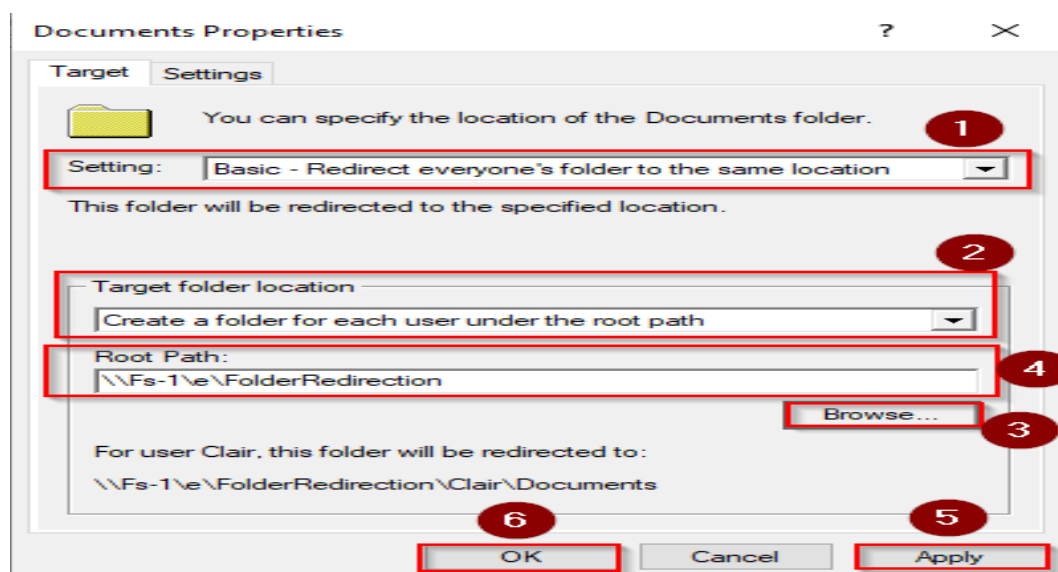 Documents Properties ? ×
Target Settings
You can specify the location of the Documents folder.
1
Setting: Basic - Redirect everyone's folder to the same location
This folder will be redirected to the specified location.
2
Target folder location
Create a folder for each user under the root path
Root Path:
\\Fs-1\e\FolderRedirection
4
Browse...
3
For user Clair, this folder will be redirected to:
\\Fs-1\e\FolderRedirection\Clair\Documents
6 5
OK Cancel Apply